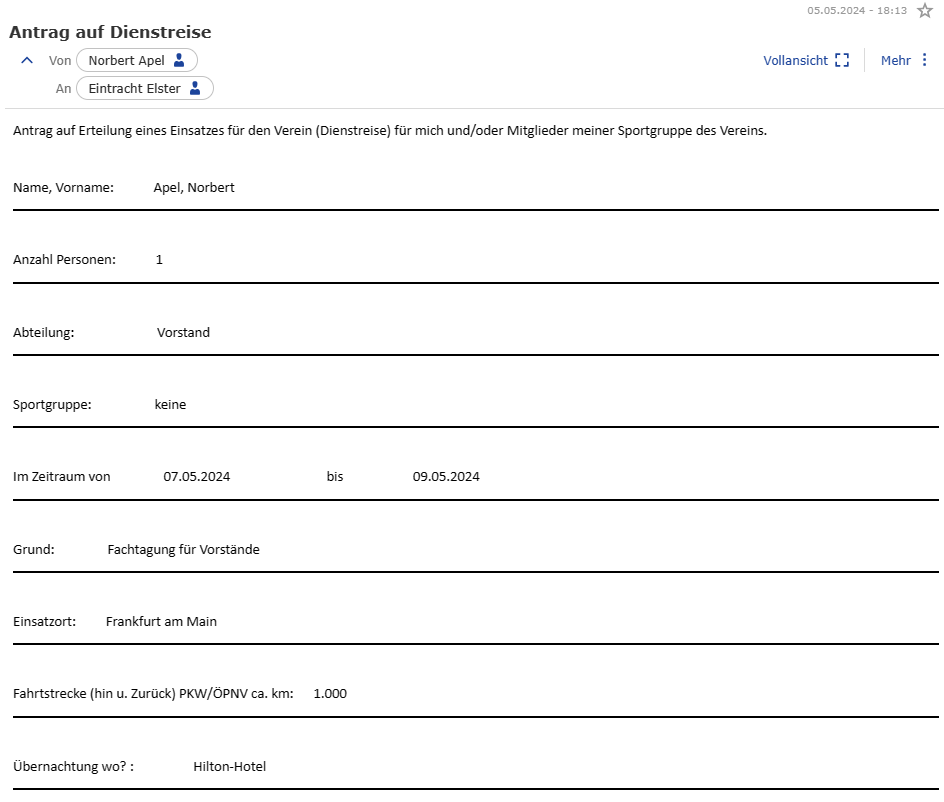 05.05.2024 - 18:13
Antrag auf Dienstreise
Von Norbert Apel Vollansicht Mehr
An Eintracht Elster
Antrag auf Erteilung eines Einsatzes für den Verein (Dienstreise) für mich und/oder Mitglieder meiner Sportgruppe des Vereins.
Name, Vorname: Apel, Norbert
Anzahl Personen: 1
Abteilung: Vorstand
Sportgruppe: keine
Im Zeitraum von 07.05.2024 bis 09.05.2024
Grund: Fachtagung für Vorstände
Einsatzort: Frankfurt am Main
Fahrtstrecke (hin u. Zurück) PKW/ÖPNV ca. km: 1.000
Übernachtung wo? : Hilton-Hotel